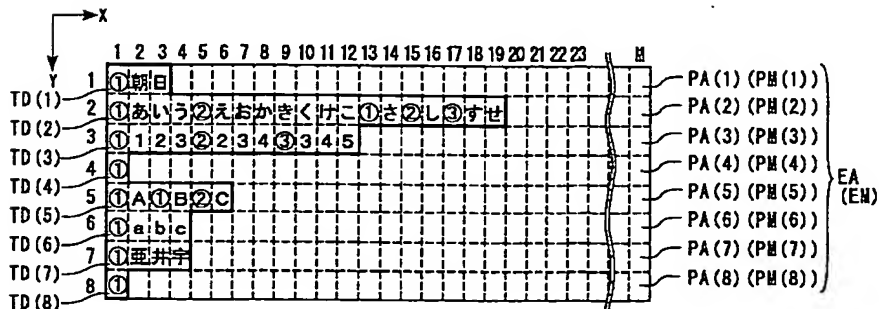 X
1 2 3 4 5 6 7 8 9 10 11 12 13 14 15 16 17 18 19 20 21 22 23 M
Y
1 ①朝日 PA(1)(PM(1))
TD(1)
2 ①あいう②えおかきくけこ①さ②し③すせ PA(2)(PM(2))
TD(2)
3 ①123②234③345 PA(3)(PM(3))
TD(3)
4 ① PA(4)(PM(4))
TD(4)
EA
(EM)
5 ①A①B②C PA(5)(PM(5))
TD(5)
6 ①abc PA(6)(PM(6))
TD(6)
7 ①亜井宇 PA(7)(PM(7))
TD(7)
8 ① PA(8)(PM(8))
TD(8)